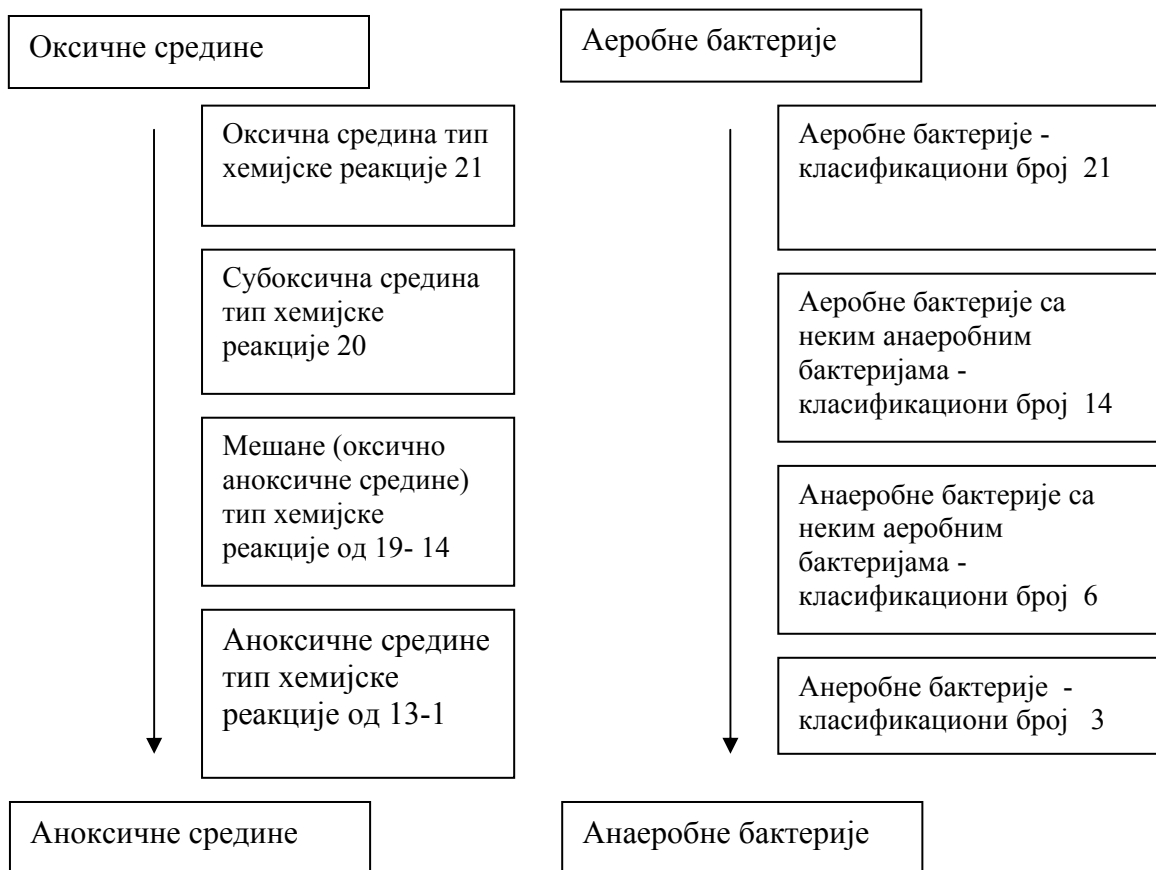 Оксичне средине
Оксична средина тип
хемијске реакције 21
Субоксична средина
тип хемијске
реакције 20
Мешане (оксично
аноксичне средине)
тип хемијске
реакције од 19- 14
Аноксичне средине
тип хемијске
реакције од 13-1
Аноксичне средине
Аеробне бактерије
Аеробне бактерије -
класификациони број 21
Аеробне бактерије са
неким анаеробним
бактеријама -
класификациони број 14
Анаеробне бактерије са
неким аеробним
бактеријама -
класификациони број 6
Анеробне бактерије -
класификациони број 3
Анаеробне бактерије